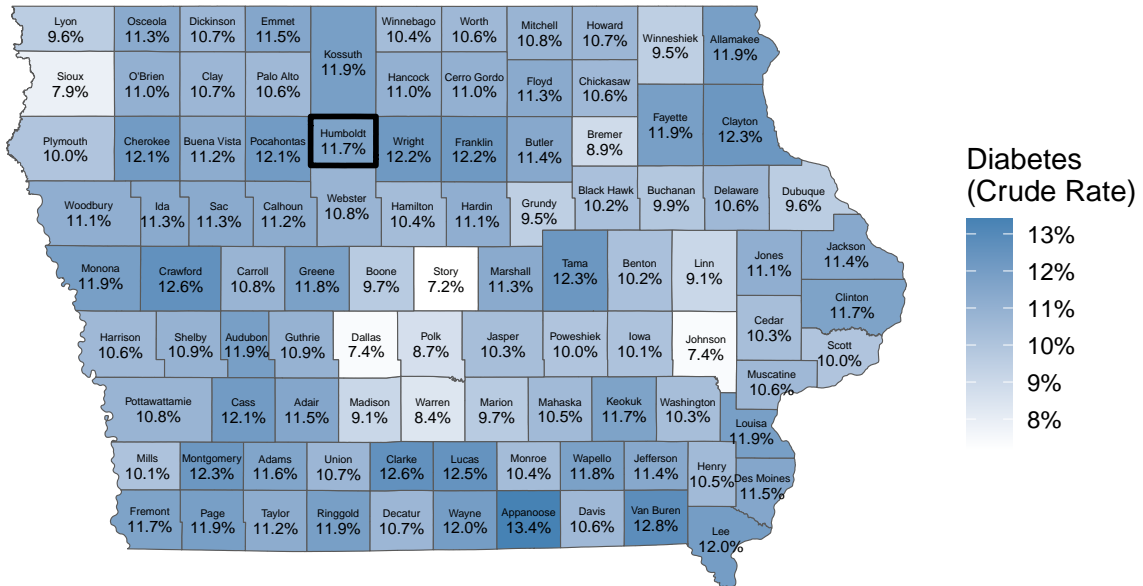 Lyon
9.6%
Osceola
11.3%
Dickinson
10.7%
Emmet
11.5%
Kossuth
11.9%
Winnebago
10.4%
Worth
10.6%
Mitchell
10.8%
Howard
10.7%
Winneshiek
9.5%
Allamakee
11.9%
Sioux
7.9%
O'Brien
11.0%
Clay
10.7%
Palo Alto
10.6%
Hancock
11.0%
Cerro Gordo
11.0%
Floyd
11.3%
Chickasaw
10.6%
Fayette
11.9%
Clayton
12.3%
Plymouth
10.0%
Cherokee
12.1%
Buena Vista
11.2%
Pocahontas
12.1%
Humboldt
11.7%
Wright
12.2%
Franklin
12.2%
Butler
11.4%
Bremer
8.9%
Woodbury
11.1%
Ida
11.3%
Sac
11.3%
Calhoun
11.2%
Webster
10.8%
Hamilton
10.4%
Hardin
11.1%
Grundy
9.5%
Black Hawk
10.2%
Buchanan
9.9%
Delaware
10.6%
Dubuque
9.6%
Monona
11.9%
Crawford
12.6%
Carroll
10.8%
Greene
11.8%
Boone
9.7%
Story
7.2%
Marshall
11.3%
Tama
12.3%
Benton
10.2%
Linn
9.1%
Jones
11.1%
Jackson
11.4%
Clinton
11.7%
Harrison
10.6%
Shelby
10.9%
Audubon
11.9%
Guthrie
10.9%
Dallas
7.4%
Polk
8.7%
Jasper
10.3%
Poweshiek
10.0%
Iowa
10.1%
Johnson
7.4%
Cedar
10.3%
Scott
10.0%
Muscatine
10.6%
Pottawattamie
10.8%
Cass
12.1%
Adair
11.5%
Madison
9.1%
Warren
8.4%
Marion
9.7%
Mahaska
10.5%
Keokuk
11.7%
Washington
10.3%
Louisa
11.9%
Mills
10.1%
Montgomery
12.3%
Adams
11.6%
Union
10.7%
Clarke
12.6%
Lucas
12.5%
Monroe
10.4%
Wapello
11.8%
Jefferson
11.4%
Henry
10.5%
Des Moines
11.5%
Fremont
11.7%
Page
11.9%
Taylor
11.2%
Ringgold
11.9%
Decatur
10.7%
Wayne
12.0%
Appanoose
13.4%
Davis
10.6%
Van Buren
12.8%
Lee
12.0%
Diabetes
(Crude Rate)
13%
12%
11%
10%
9%
8%